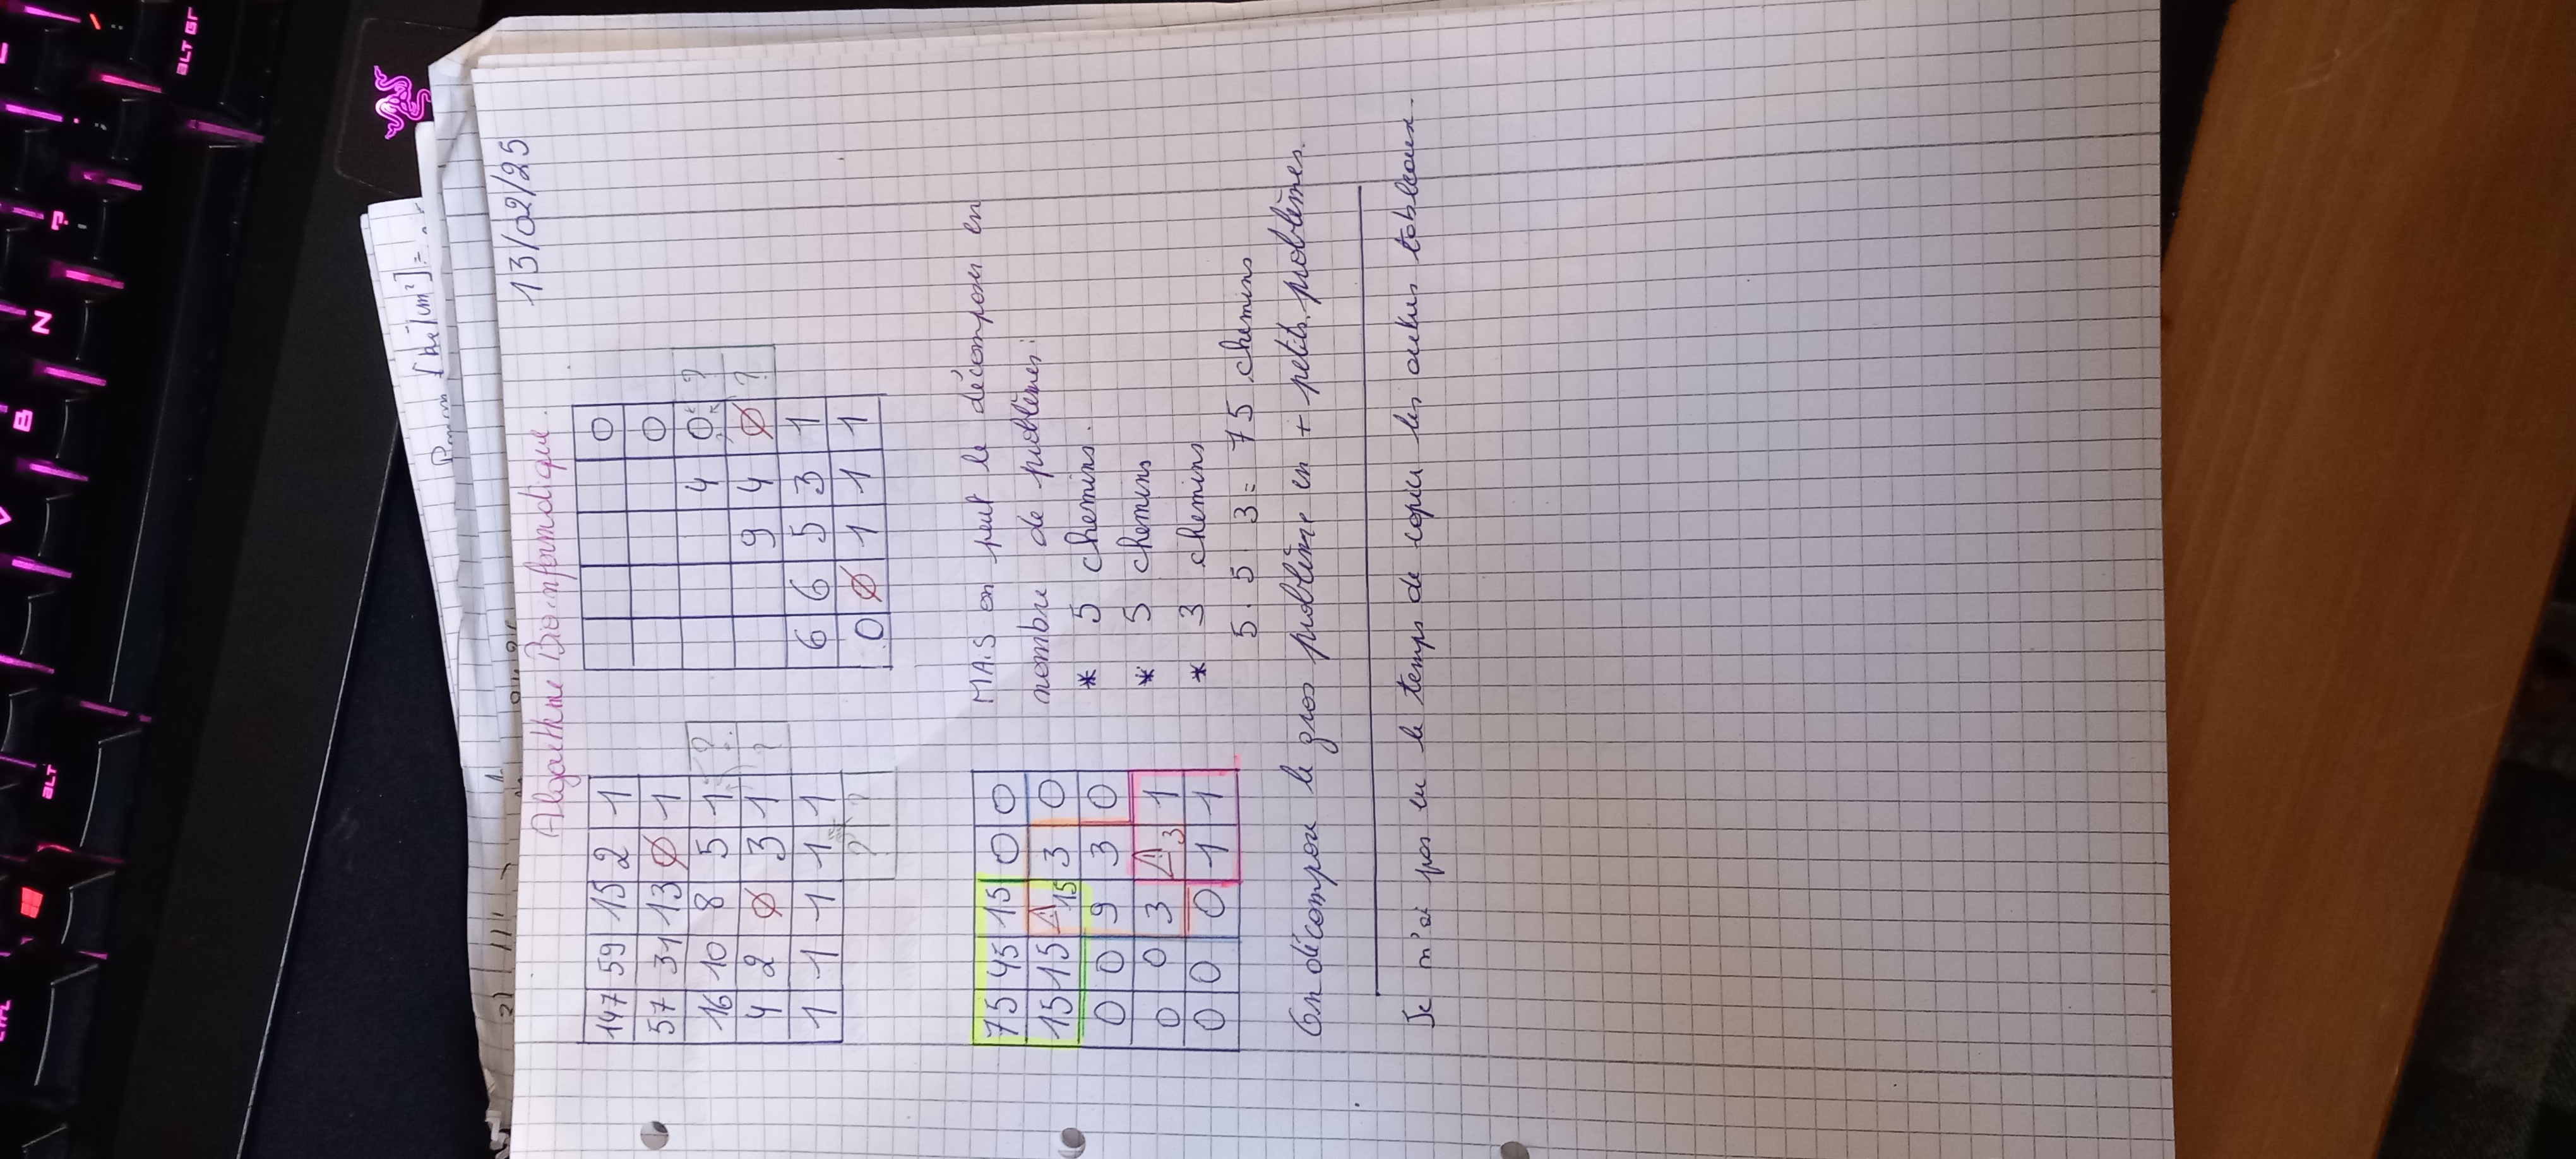 CTRL
ALT
V
B
N
?
.
:
ALT GR
13/02/25
Algorithme Bioinformatique.
147 59 15 2 1
57 31 13 Ø 1
16 10 8 5 1 ?
4 2 Ø 3 1 ?
1 1 1 1 1
? ?
0
0
4 0 ?
9 4 Ø ?
6 6 5 3 1
0 Ø 1 1 1
75 45 15 0 0
15 15 Δ15 3 0
0 0 9 3 0
0 0 3 Δ3 1
0 0 0 1 1
MAIS on peut le décomposer en
nombre de problèmes:
* 5 chemins.
* 5 chemins
* 3 chemins
5. 5 3 = 75 chemins
On décompose le gros problème en + petits problèmes.
Je n'ai pas eu le temps de copier les autres tableaux.